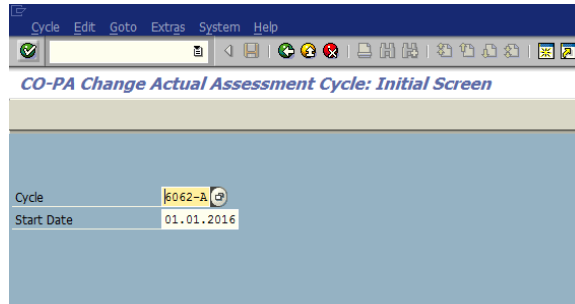 Cycle Edit Goto Extras System Help
CO-PA Change Actual Assessment Cycle: Initial Screen
Cycle 6062-A
Start Date 01.01.2016